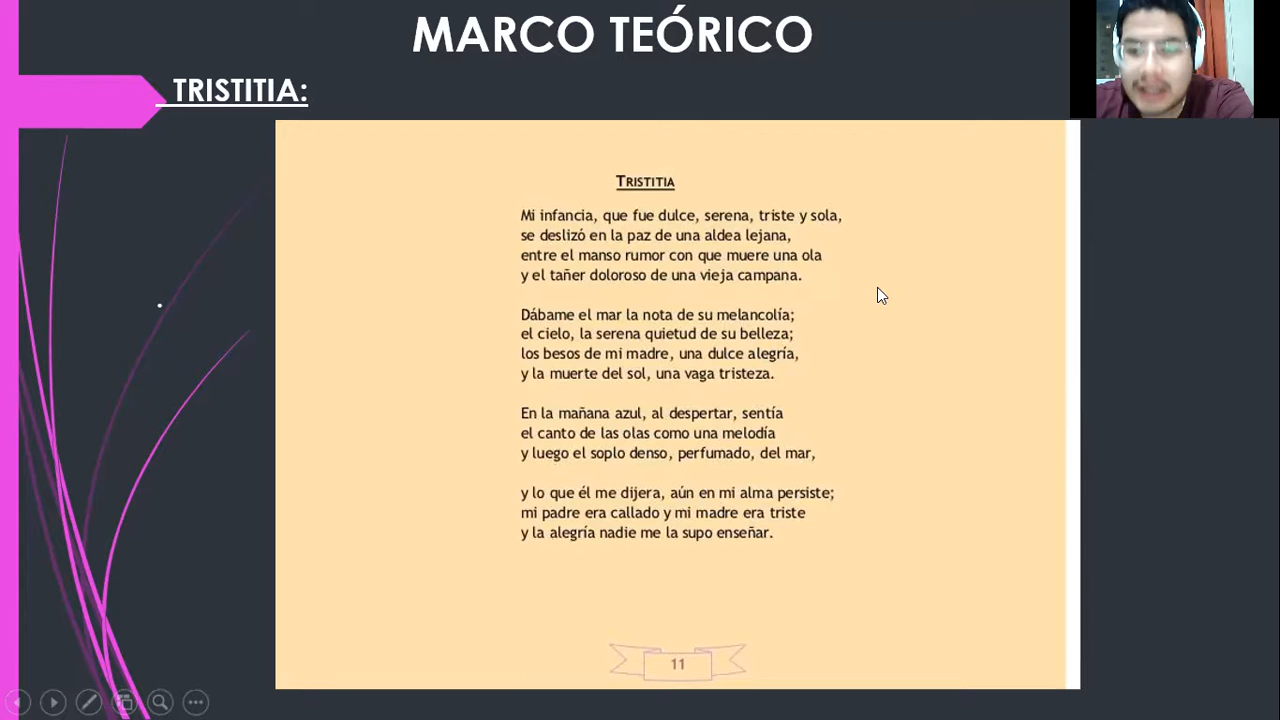 MARCO TEÓRICO
TRISTITIA:
TRISTITIA
Mi infancia, que fue dulce, serena, triste y sola,
se deslizó en la paz de una aldea lejana,
entre el manso rumor con que muere una ola
y el tañer doloroso de una vieja campana.
Dábame el mar la nota de su melancolía;
el cielo, la serena quietud de su belleza;
los besos de mi madre, una dulce alegría,
y la muerte del sol, una vaga tristeza.
En la mañana azul, al despertar, sentía
el canto de las olas como una melodía
y luego el soplo denso, perfumado, del mar,
y lo que él me dijera, aún en mi alma persiste;
mi padre era callado y mi madre era triste
y la alegría nadie me la supo enseñar.
11